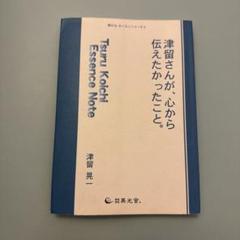 津留さんが、心から
伝えたかったこと。
Tsuru Koichi
Essence Note
津留 晃一